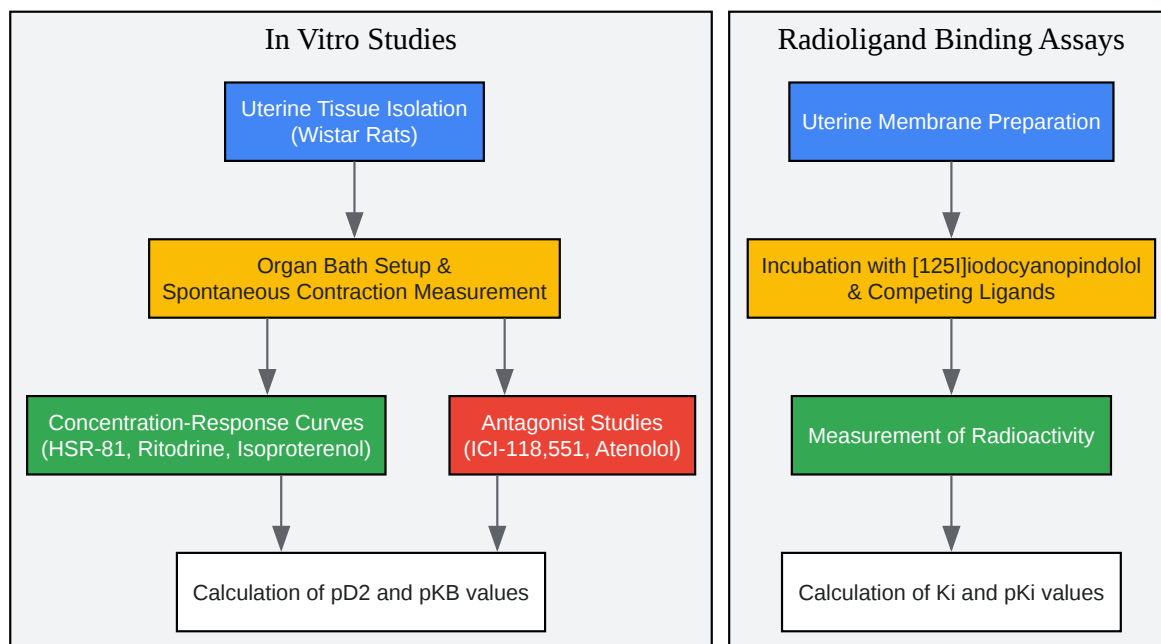 In Vitro Studies
Uterine Tissue Isolation
(Wistar Rats)
Organ Bath Setup &
Spontaneous Contraction Measurement
Concentration-Response Curves
(HSR-81, Ritodrine, Isoproterenol)
Antagonist Studies
(ICI-118,551, Atenolol)
Calculation of pD2 and pKB values
Radioligand Binding Assays
Uterine Membrane Preparation
Incubation with [125I]iodocyanopindolol
& Competing Ligands
Measurement of Radioactivity
Calculation of Ki and pKi values